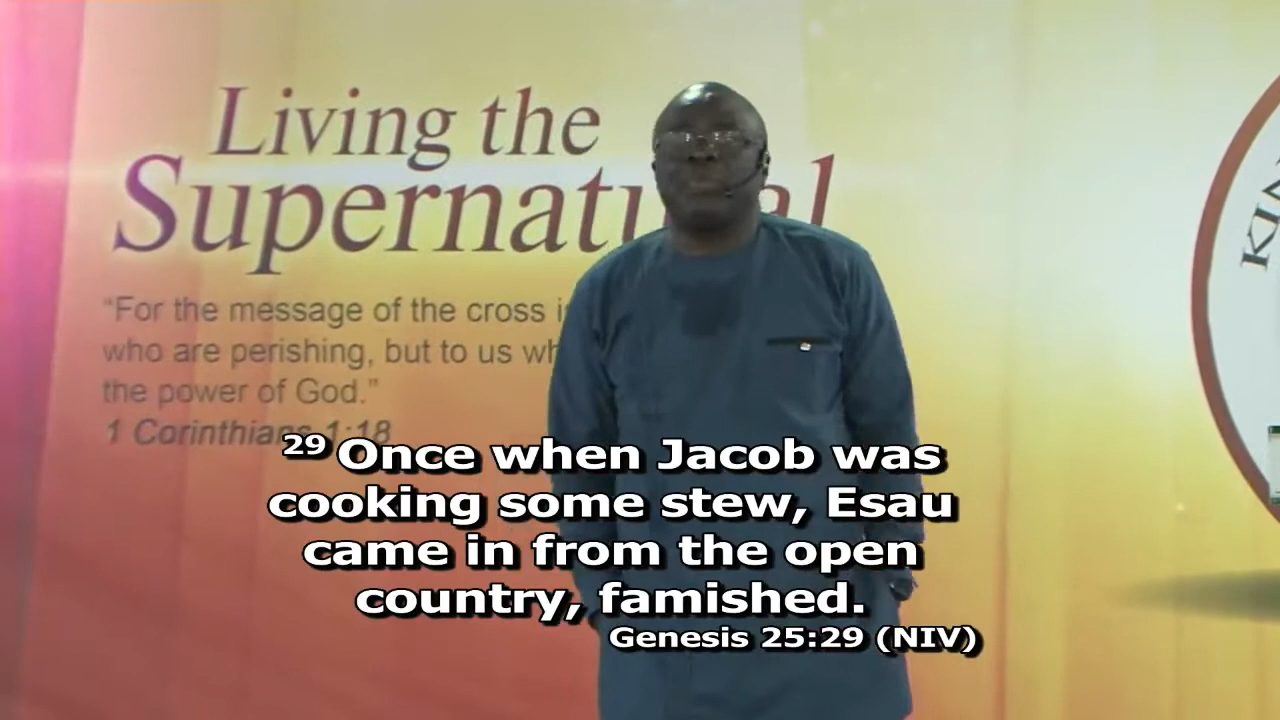 Living the
Supernatural
“For the message of the cross
who are perishing, but to us
the power of God.”
1 Corinthians 1:18
29 Once when Jacob was
cooking some stew, Esau
came in from the open
country, famished.
Genesis 25:29 (NIV)